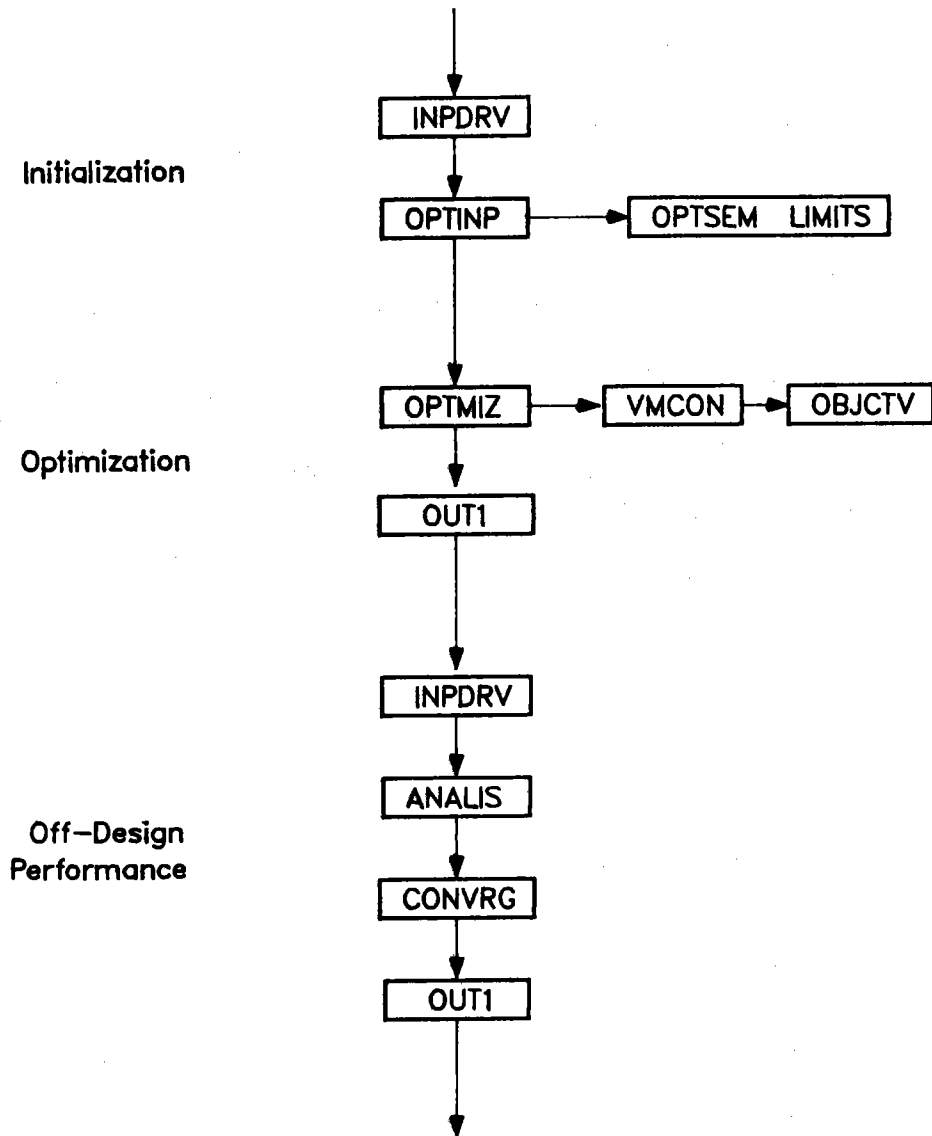 INPDRV
Initialization
OPTINP
OPTSEM LIMITS
OPTMIZ
VMCON
OBJCTV
Optimization
OUT1
INPDRV
ANALIS
Off-Design
Performance
CONVRG
OUT1